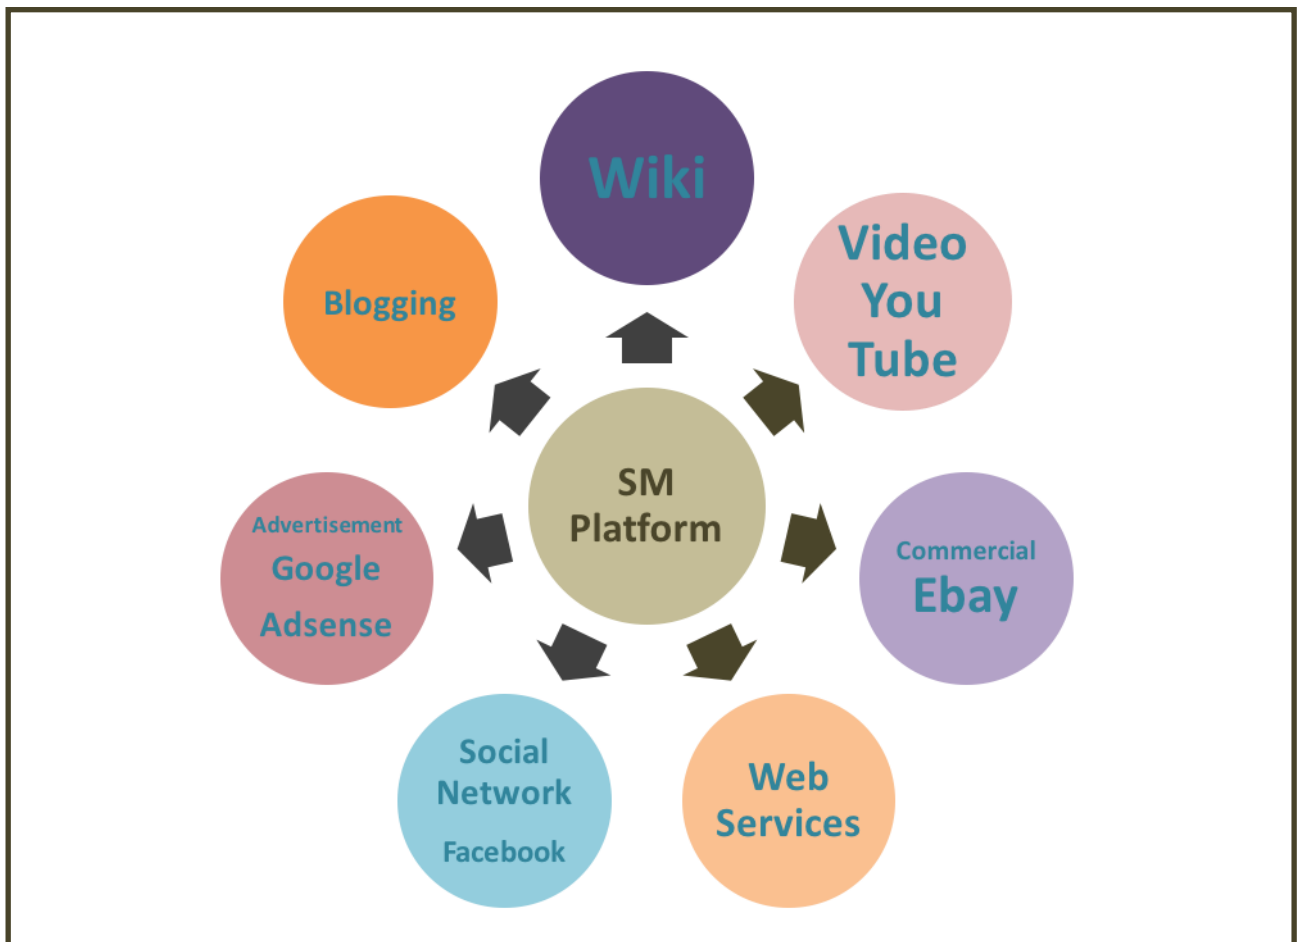 Wiki
Video
You
Tube
Blogging
SM
Platform
Advertisement
Google
Adsense
Commercial
Ebay
Social
Network
Facebook
Web
Services